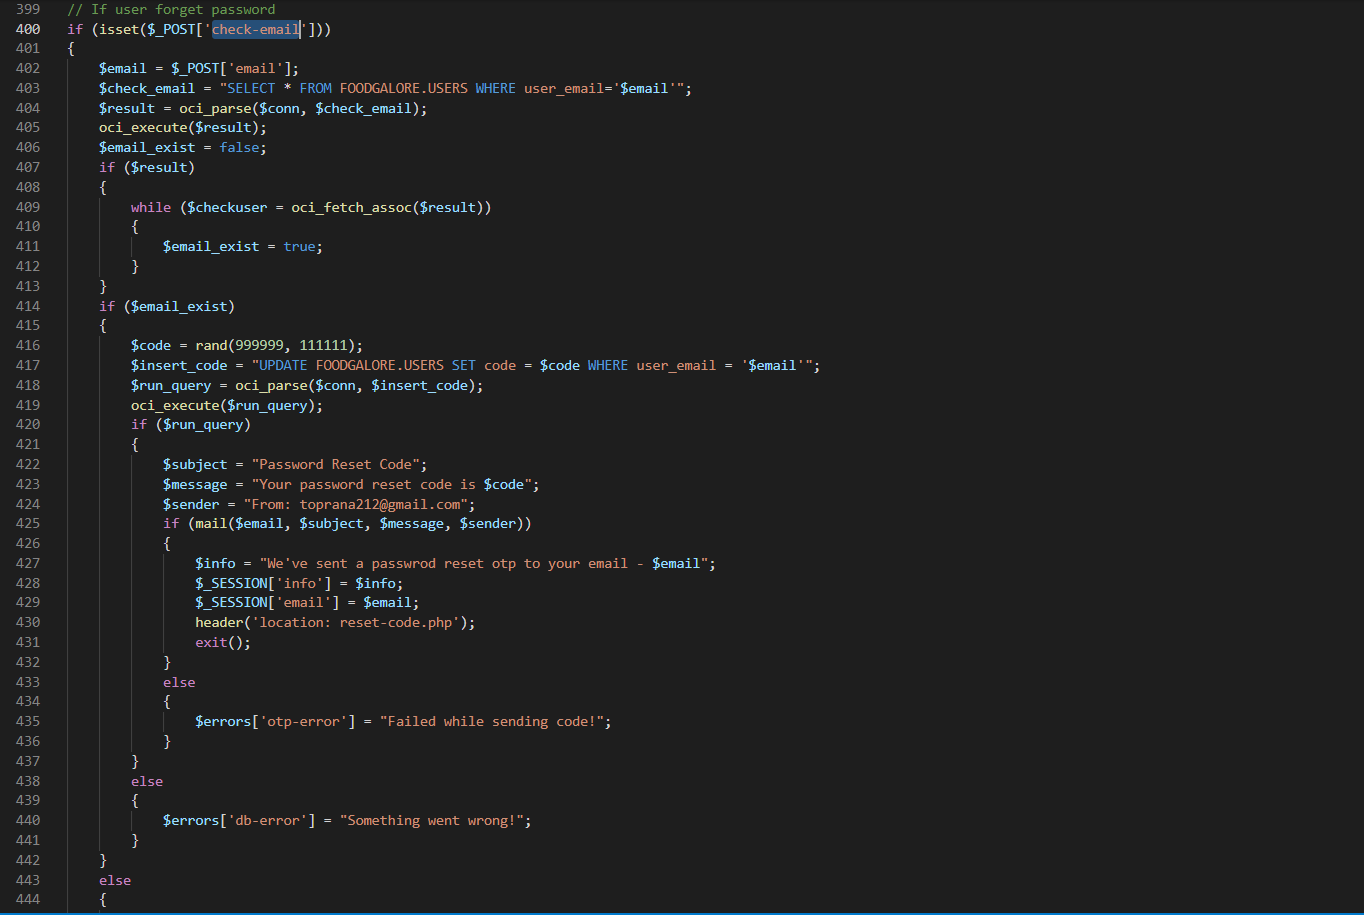 399 // If user forget password
400 if (isset($_POST['check-email']))
401 {
402 $email = $_POST['email'];
403 $check_email = "SELECT * FROM FOODGALORE.USERS WHERE user_email='$email'";
404 $result = oci_parse($conn, $check_email);
405 oci_execute($result);
406 $email_exist = false;
407 if ($result)
408 {
409 while ($checkuser = oci_fetch_assoc($result))
410 {
411 $email_exist = true;
412 }
413 }
414 if ($email_exist)
415 {
416 $code = rand(999999, 111111);
417 $insert_code = "UPDATE FOODGALORE.USERS SET code = $code WHERE user_email = '$email'";
418 $run_query = oci_parse($conn, $insert_code);
419 oci_execute($run_query);
420 if ($run_query)
421 {
422 $subject = "Password Reset Code";
423 $message = "Your password reset code is $code";
424 $sender = "From: toprana212@gmail.com";
425 if (mail($email, $subject, $message, $sender))
426 {
427 $info = "We've sent a passwrod reset otp to your email - $email";
428 $_SESSION['info'] = $info;
429 $_SESSION['email'] = $email;
430 header('location: reset-code.php');
431 exit();
432 }
433 else
434 {
435 $errors['otp-error'] = "Failed while sending code!";
436 }
437 }
438 else
439 {
440 $errors['db-error'] = "Something went wrong!";
441 }
442 }
443 else
444 {